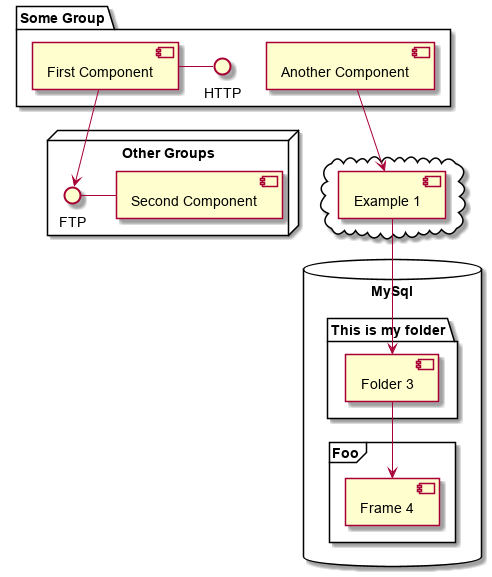 Some Group
First Component
HTTP
Another Component
Other Groups
FTP
Second Component
Example 1
MySql
This is my folder
Folder 3
Foo
Frame 4